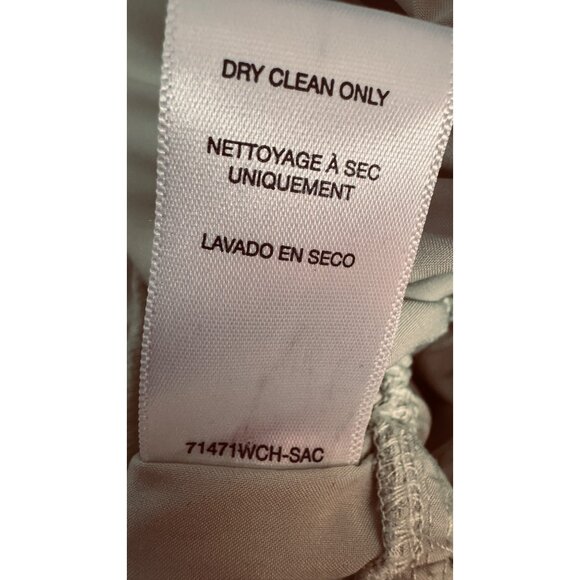 DRY CLEAN ONLY
NETTOYAGE À SEC
UNIQUEMENT
LAVADO EN SECO
71471WCH-SAC